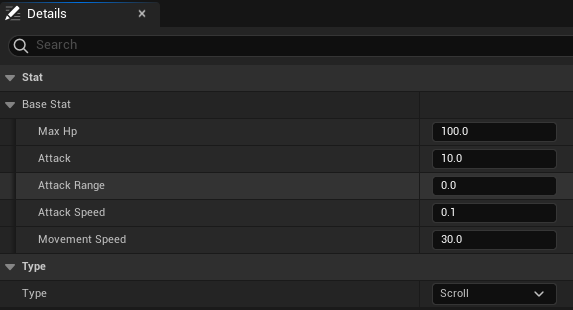 Details
Search
Stat
Base Stat
Max Hp 100.0
Attack 10.0
Attack Range 0.0
Attack Speed 0.1
Movement Speed 30.0
Type
Type Scroll